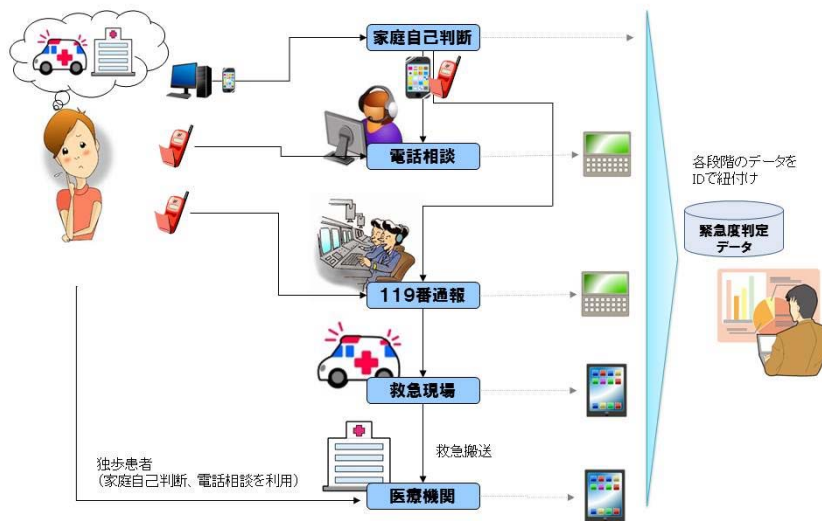 家庭自己判断
電話相談
各段階のデータを
IDで紐付け
緊急度判定
データ
119番通報
救急現場
救急搬送
独歩患者
(家庭自己判断、電話相談を利用)
医療機関